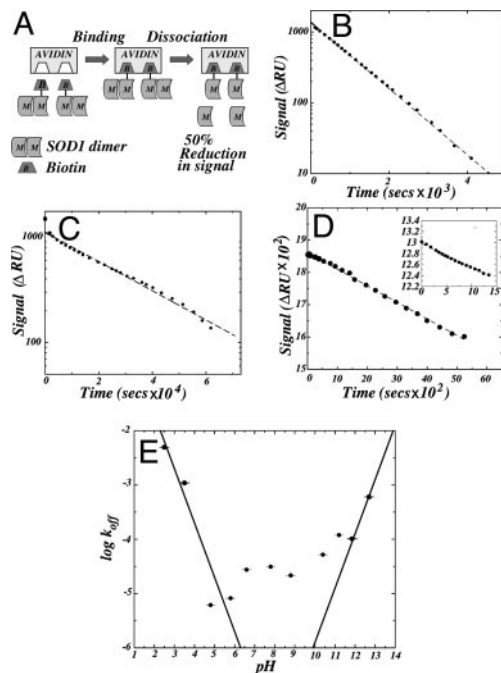 A
Binding
Dissociation
AVIDIN
AVIDIN
AVIDIN
B B
B B
B B
M M M M
M M M M
M M
M M
M M SOD1 dimer
B Biotin
50%
Reduction
in signal
B
1000
100
10
0 2 4
Signal (ΔRU)
Time (secs×10³)
C
1000
100
0 2 4 6
Signal (ΔRU)
Time (secs×10⁴)
D
19
18
17
16
15
0 10 20 30 40 50 60 70
Signal (ΔRU×10²)
Time (secs×10²)
13.4
13.2
13
12.8
12.6
12.4
12.2
0 5 10 15
E
-2
-3
-4
-5
-6
1 2 3 4 5 6 7 8 9 10 11 12 13 14
log k_off
pH